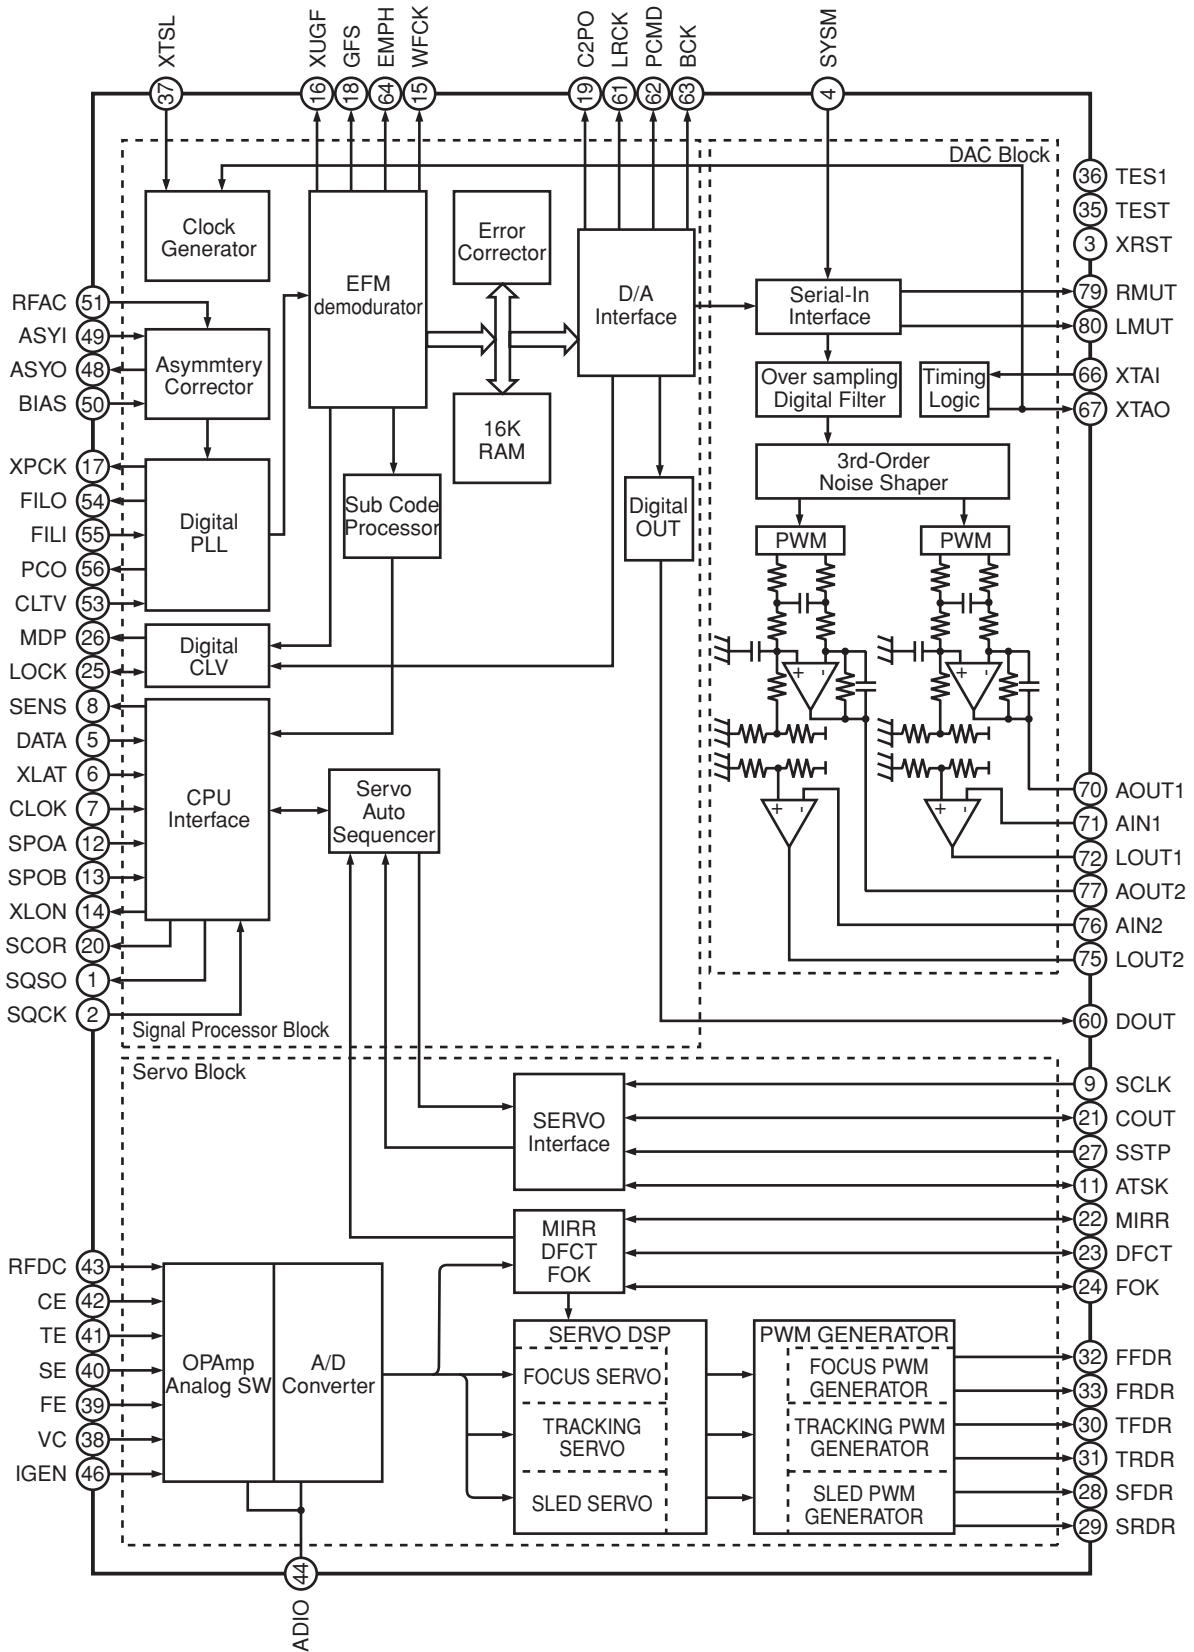 XTSL
XUGF
GFS
EMPH
WFCK
C2PO
LRCK
PCMD
BCK
SYSM
37
16
18
64
15
19
61
62
63
4
DAC Block
36 TES1
35 TEST
3 XRST
Clock
Generator
EFM
demodurator
Error
Corrector
D/A
Interface
Serial-In
Interface
79 RMUT
80 LMUT
RFAC 51
ASYI 49
ASYO 48
BIAS 50
Asymmtery
Corrector
16K
RAM
Over sampling
Digital Filter
Timing
Logic
66 XTAI
67 XTAO
3rd-Order
Noise Shaper
XPCK 17
FILO 54
FILI 55
PCO 56
CLTV 53
Digital
PLL
Sub Code
Processor
Digital
OUT
PWM
PWM
MDP 26
LOCK 25
Digital
CLV
+ -
+ -
SENS 8
DATA 5
XLAT 6
CLOK 7
SPOA 12
SPOB 13
XLON 14
SCOR 20
SQSO 1
SQCK 2
CPU
Interface
Servo
Auto
Sequencer
+ -
+ -
70 AOUT1
71 AIN1
72 LOUT1
77 AOUT2
76 AIN2
75 LOUT2
60 DOUT
Signal Processor Block
Servo Block
SERVO
Interface
9 SCLK
21 COUT
27 SSTP
11 ATSK
MIRR
DFCT
FOK
22 MIRR
23 DFCT
24 FOK
RFDC 43
CE 42
TE 41
SE 40
FE 39
VC 38
IGEN 46
OPAmp
Analog SW
A/D
Converter
SERVO DSP
FOCUS SERVO
TRACKING
SERVO
SLED SERVO
PWM GENERATOR
FOCUS PWM
GENERATOR
TRACKING PWM
GENERATOR
SLED PWM
GENERATOR
32 FFDR
33 FRDR
30 TFDR
31 TRDR
28 SFDR
29 SRDR
44
ADIO